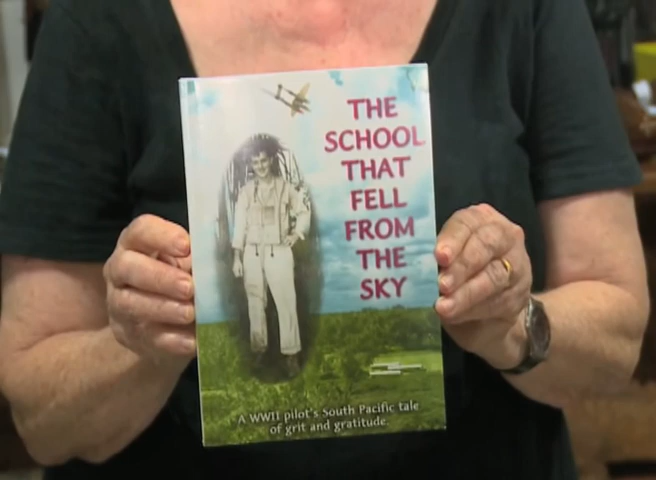 THE
SCHOOL
THAT
FELL
FROM
THE
SKY
A WWII pilot's South Pacific tale
of grit and gratitude.